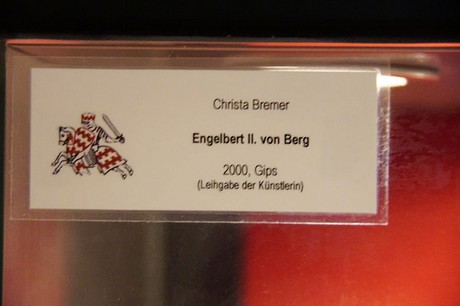 Christa Bremer
Engelbert II. von Berg
2000, Gips
(Leihgabe der Künstlerin)